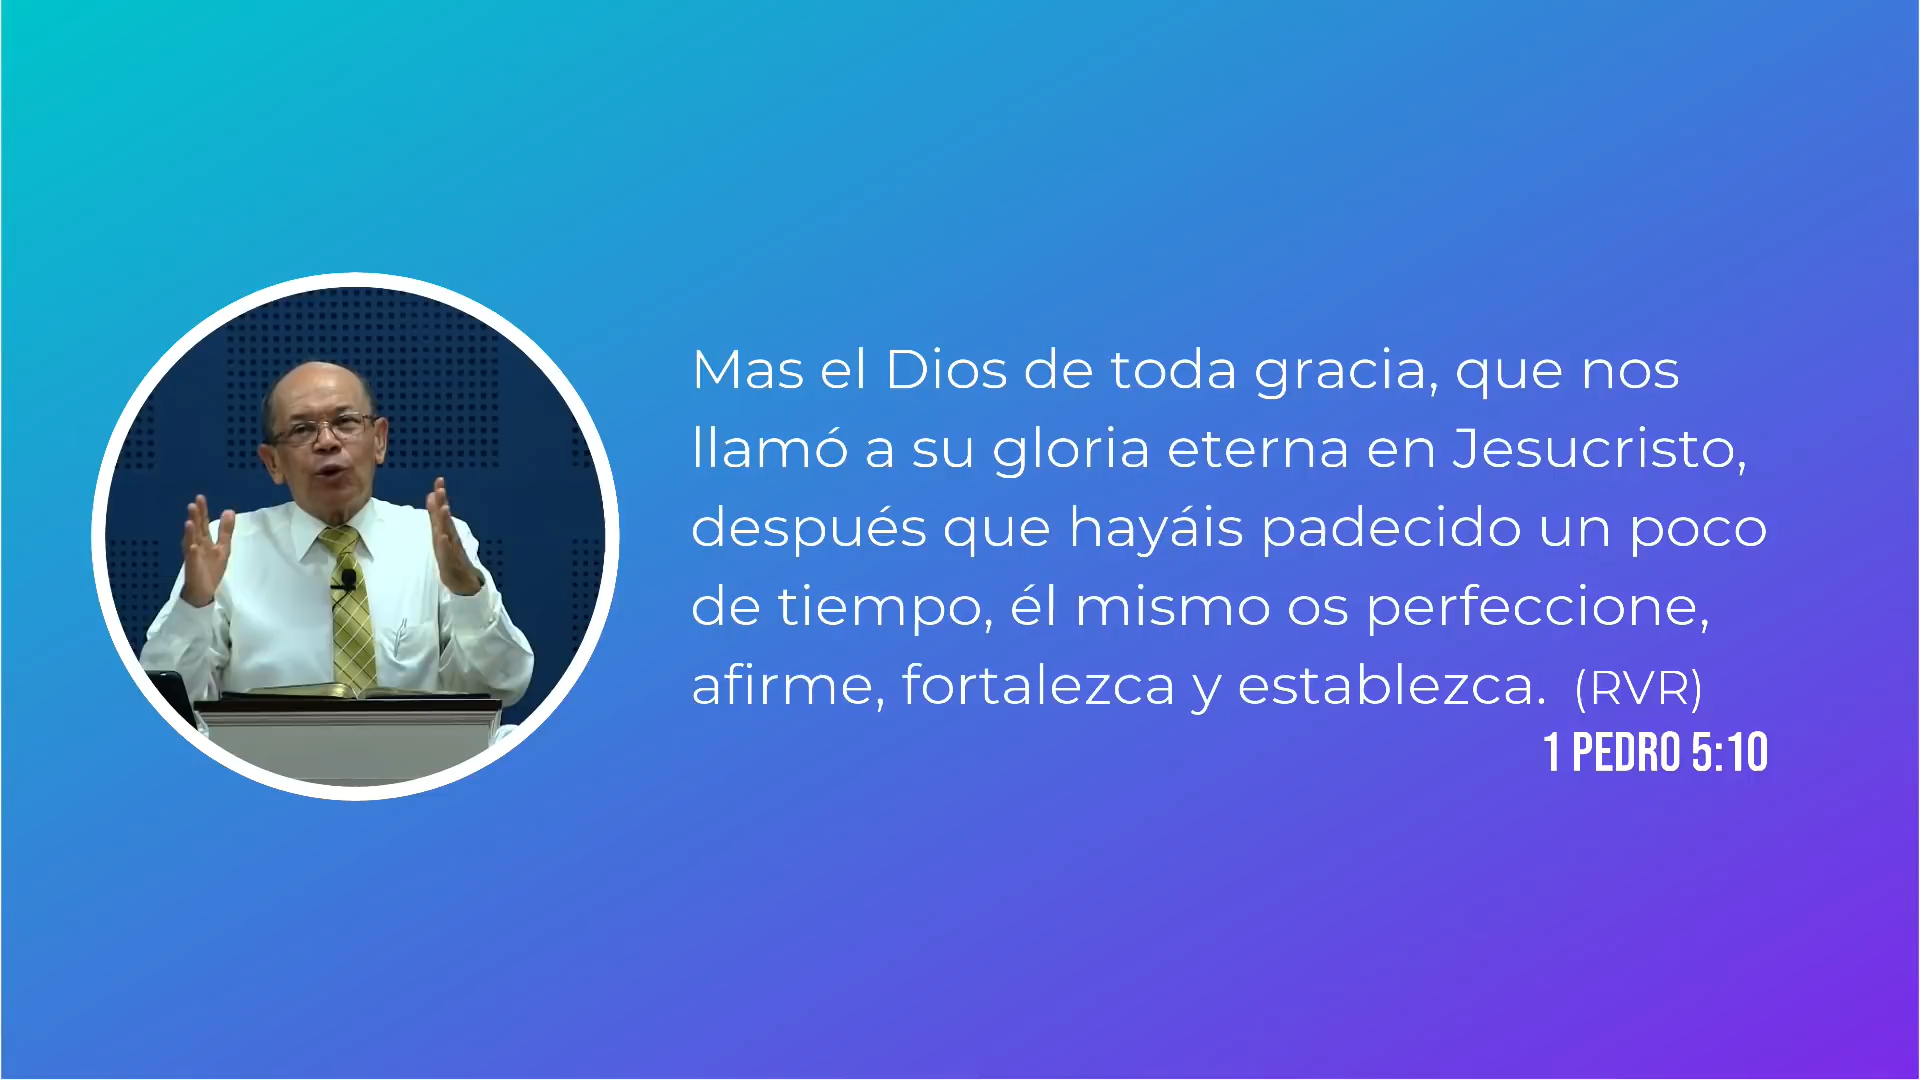 Mas el Dios de toda gracia, que nos
llamó a su gloria eterna en Jesucristo,
después que hayáis padecido un poco
de tiempo, él mismo os perfeccione,
afirme, fortalezca y establezca. (RVR)
1 PEDRO 5:10